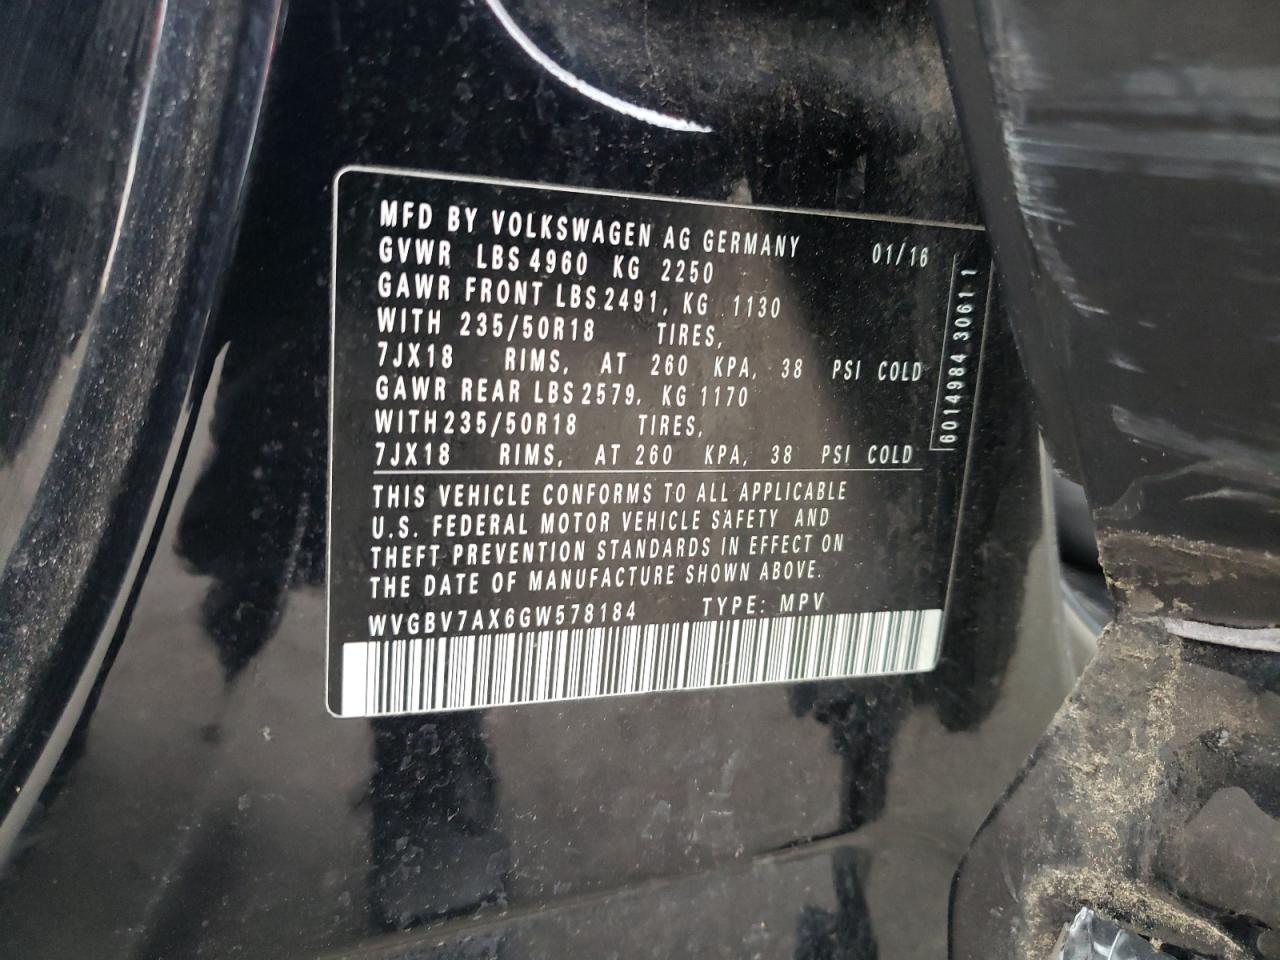 MFD BY VOLKSWAGEN AG GERMANY 01/16
GVWR LBS 4960 KG 2250
GAWR FRONT LBS.2491, KG 1130
WITH 235/50R18 TIRES,
7JX18 RIMS, AT 260 KPA, 38 PSI COLD
GAWR REAR LBS 2579, KG 1170
WITH 235/50R18 TIRES,
7JX18 RIMS, AT 260 KPA, 38 PSI COLD
6014984 3061 1
THIS VEHICLE CONFORMS TO ALL APPLICABLE
U.S. FEDERAL MOTOR VEHICLE SAFETY AND
THEFT PREVENTION STANDARDS IN EFFECT ON
THE DATE OF MANUFACTURE SHOWN ABOVE.
WVGBV7AX6GW578184 TYPE: MPV